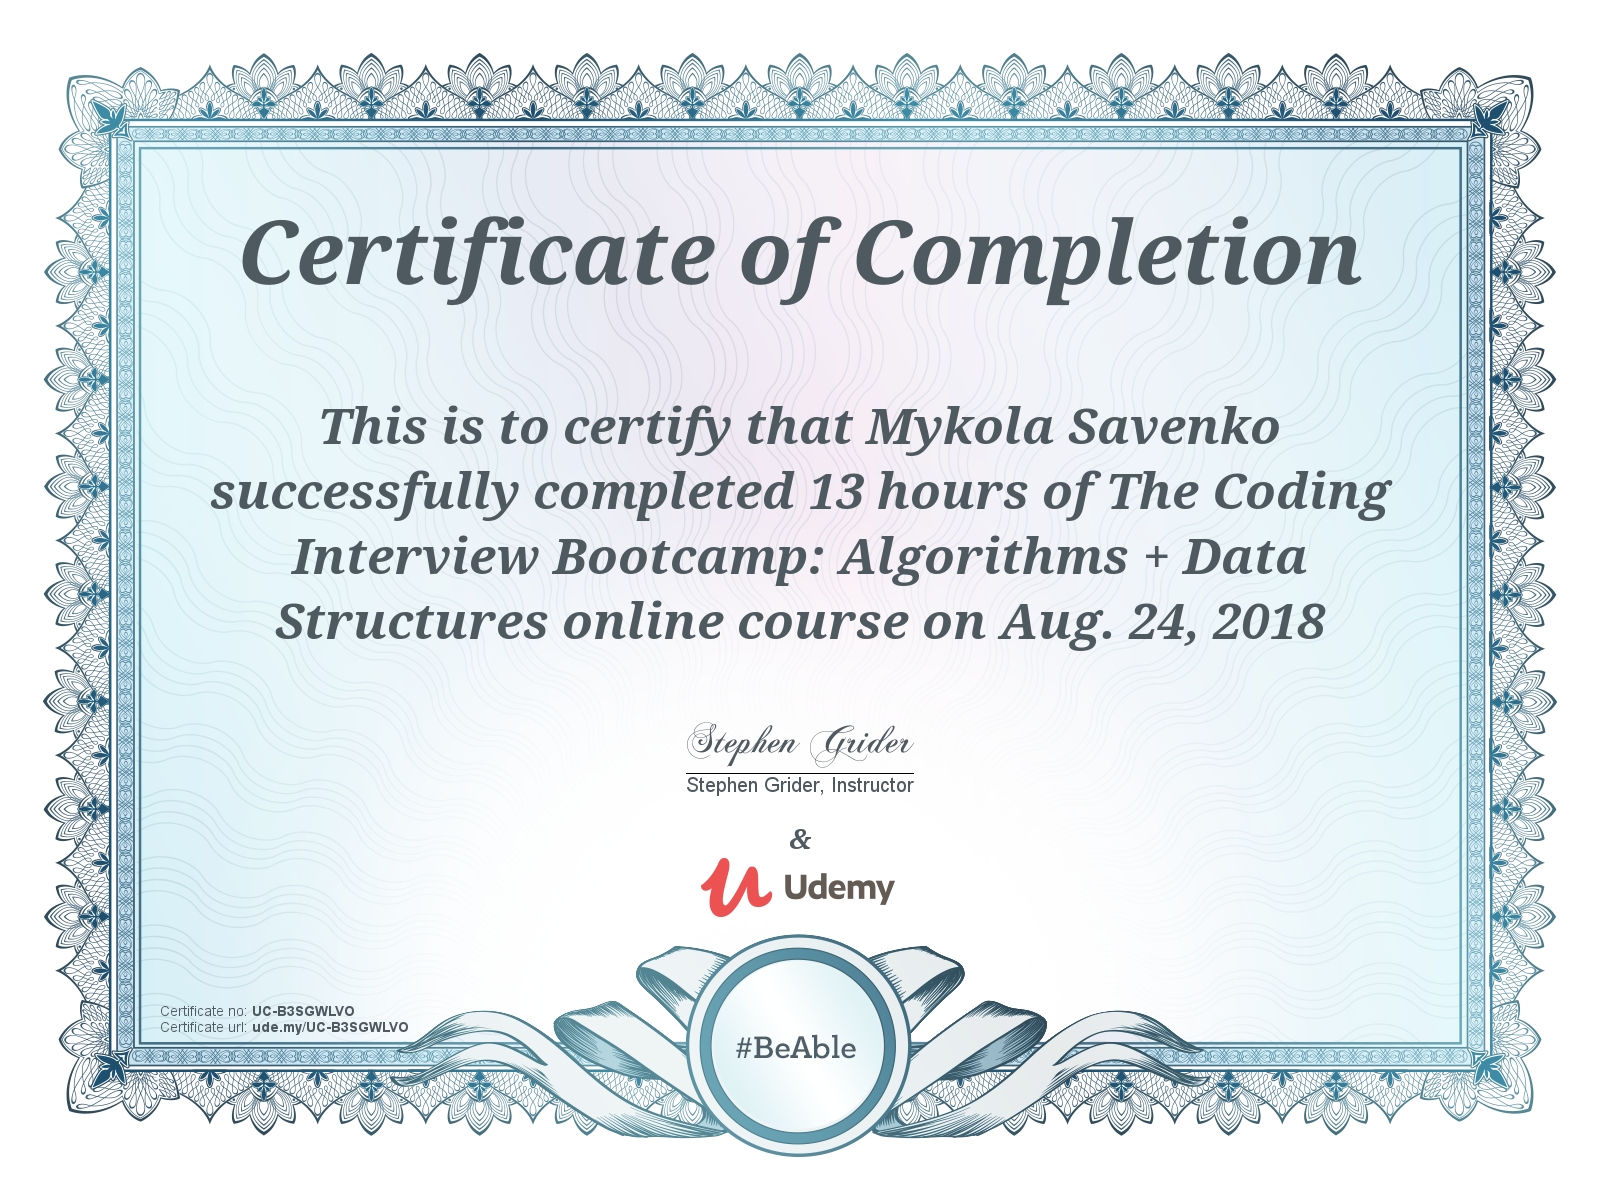 Certificate of Completion
This is to certify that Mykola Savenko
successfully completed 13 hours of The Coding
Interview Bootcamp: Algorithms + Data
Structures online course on Aug. 24, 2018
Stephen Grider
Stephen Grider, Instructor
&
Udemy
Certificate no: UC-B3SGWLVO
Certificate url: ude.my/UC-B3SGWLVO
#BeAble